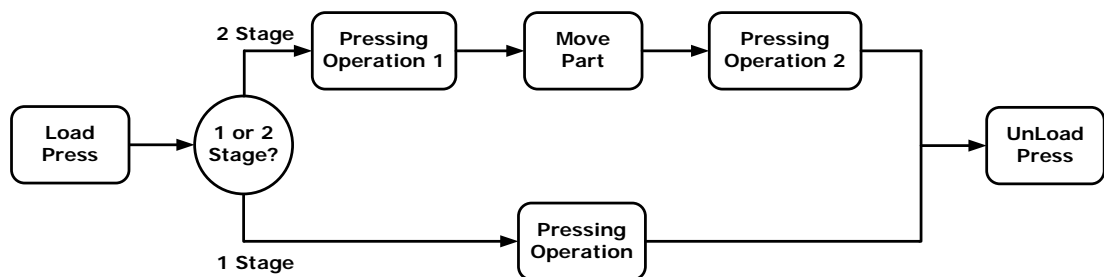 2 Stage
Pressing
Operation 1
Move
Part
Pressing
Operation 2
Load
Press
1 or 2
Stage?
UnLoad
Press
Pressing
Operation
1 Stage